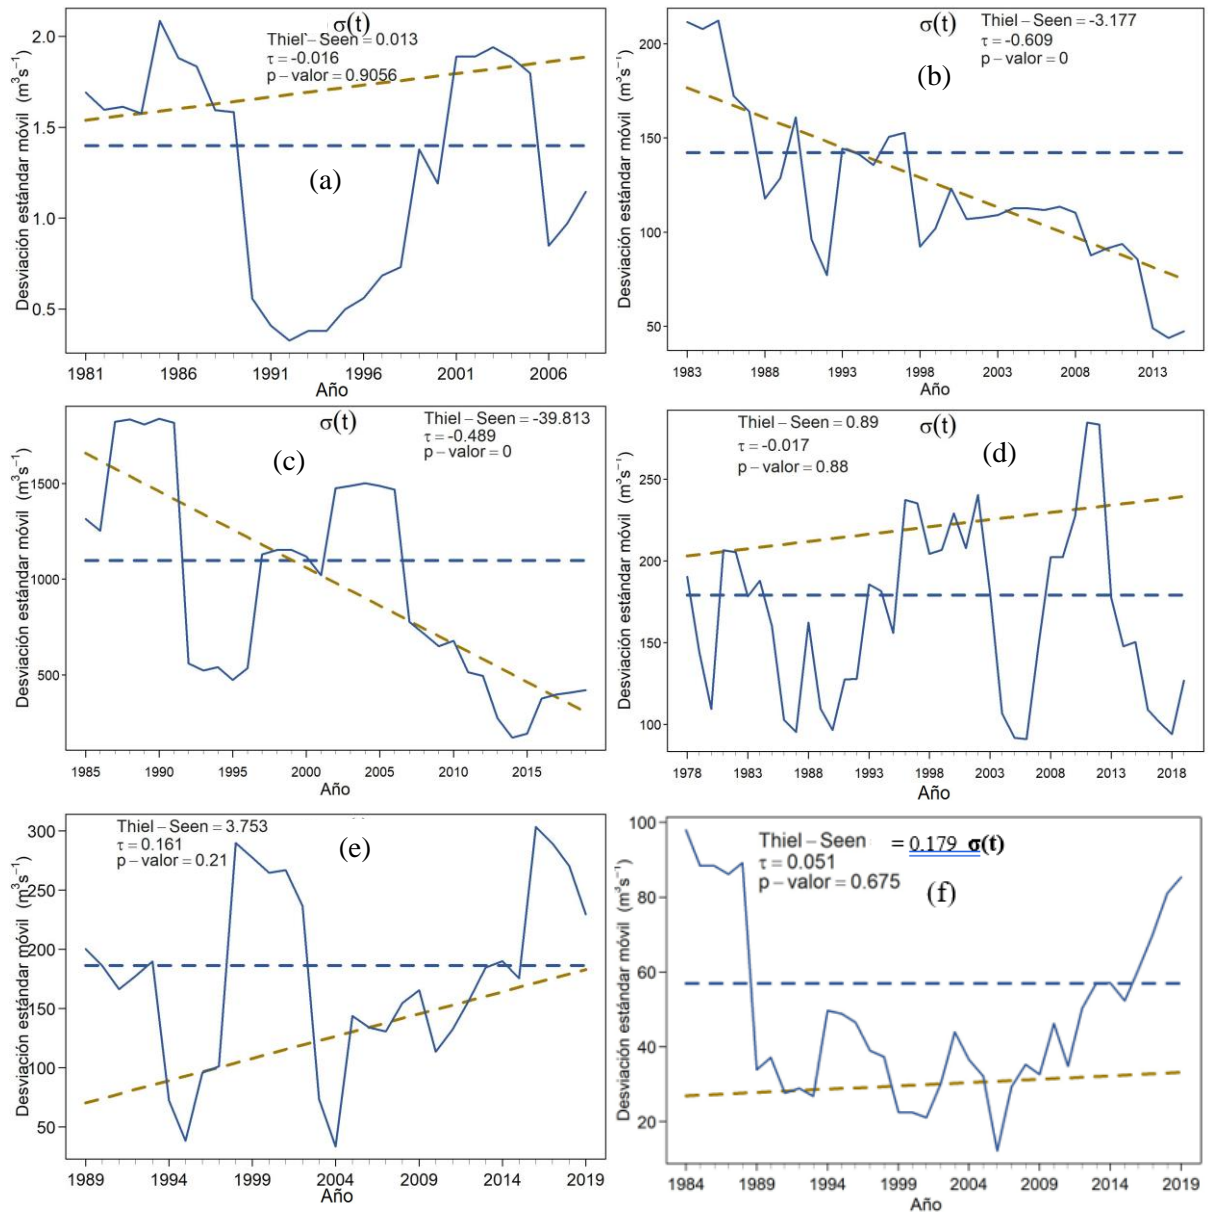 σ(t)
Thiel – Seen = 0.013
τ = -0.016
p – valor = 0.9056
(a)
Desviación estándar móvil (m³s⁻¹)
2.0
1.5
1.0
0.5
1981 1986 1991 1996 2001 2006
Año
σ(t)
Thiel – Seen = -3.177
τ = -0.609
p – valor = 0
(b)
Desviación estándar móvil (m³s⁻¹)
200
150
100
50
1983 1988 1993 1998 2003 2008 2013
Año
σ(t)
Thiel – Seen = -39.813
τ = -0.489
p – valor = 0
(c)
Desviación estándar móvil (m³s⁻¹)
1500
1000
500
1985 1990 1995 2000 2005 2010 2015
Año
Thiel – Seen = 0.89
σ(t)
τ = -0.017
p – valor = 0.88
(d)
Desviación estándar móvil (m³s⁻¹)
250
200
150
100
1978 1983 1988 1993 1998 2003 2008 2013 2018
Año
Thiel – Seen = 3.753
τ = 0.161
p – valor = 0.21
(e)
Desviación estándar móvil (m³s⁻¹)
300
250
200
150
100
50
1989 1994 1999 2004 2009 2014 2019
Año
Thiel – Seen = 0.179 σ(t)
τ = 0.051
p – valor = 0.675
(f)
Desviación estándar móvil (m³s⁻¹)
100
80
60
40
20
1984 1989 1994 1999 2004 2009 2014 2019
Año